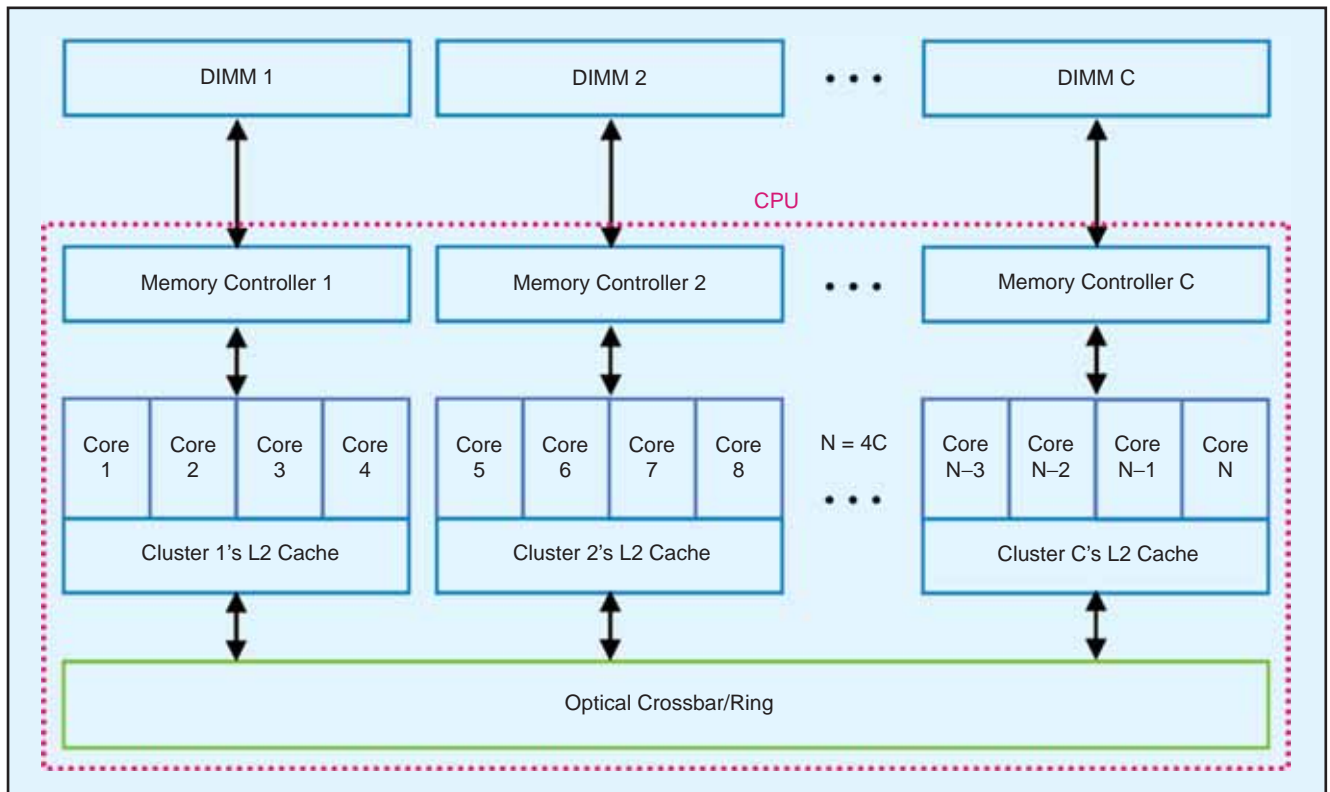 DIMM 1
DIMM 2
• • •
DIMM C
CPU
Memory Controller 1
Memory Controller 2
• • •
Memory Controller C
Core
1
Core
2
Core
3
Core
4
Core
5
Core
6
Core
7
Core
8
N = 4C
• • •
Core
N–3
Core
N–2
Core
N–1
Core
N
Cluster 1's L2 Cache
Cluster 2's L2 Cache
Cluster C's L2 Cache
Optical Crossbar/Ring